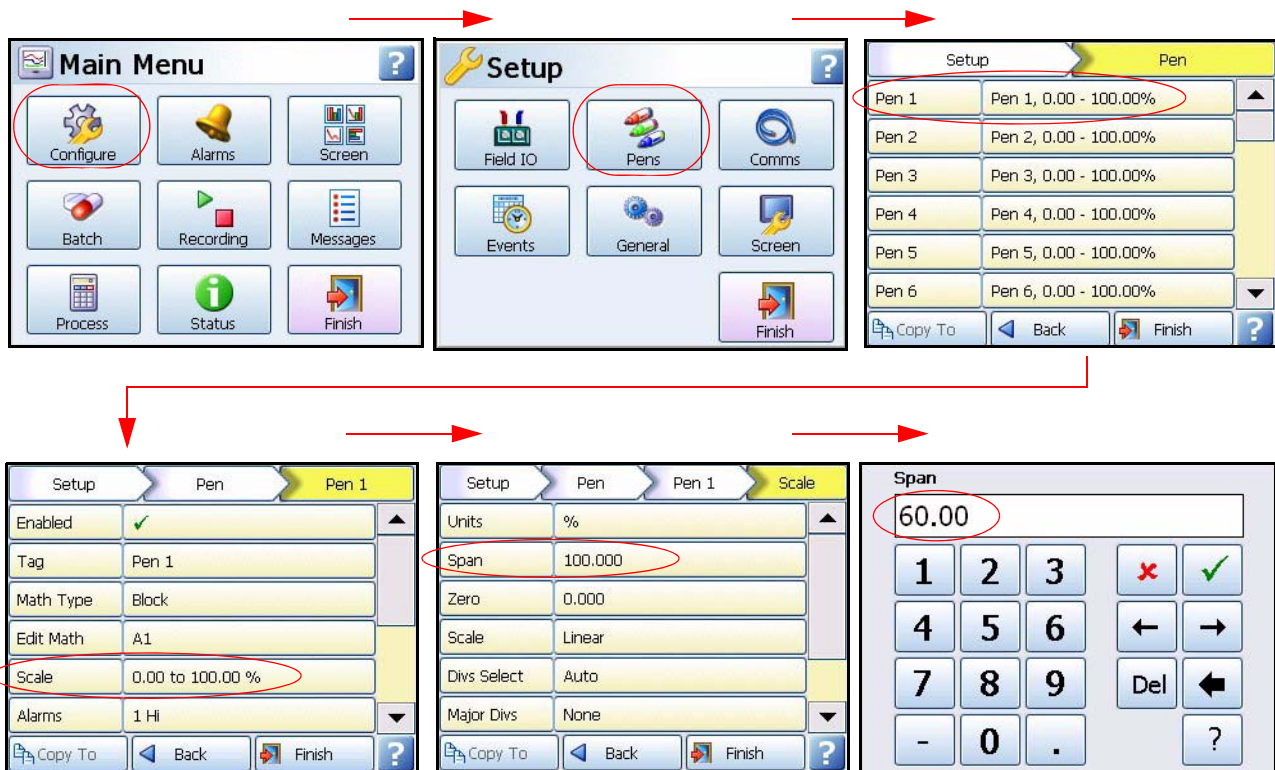 Main Menu ?
Configure Alarms Screen
Batch Recording Messages
Process Status Finish
Setup ?
Field IO Pens Comms
Events General Screen
Finish
Setup Pen
Pen 1 Pen 1, 0.00 - 100.00%
Pen 2 Pen 2, 0.00 - 100.00%
Pen 3 Pen 3, 0.00 - 100.00%
Pen 4 Pen 4, 0.00 - 100.00%
Pen 5 Pen 5, 0.00 - 100.00%
Pen 6 Pen 6, 0.00 - 100.00%
Copy To Back Finish ?
Setup Pen Pen 1
Enabled ✓
Tag Pen 1
Math Type Block
Edit Math A1
Scale 0.00 to 100.00 %
Alarms 1 Hi
Copy To Back Finish ?
Setup Pen Pen 1 Scale
Units %
Span 100.000
Zero 0.000
Scale Linear
Divs Select Auto
Major Divs None
Copy To Back Finish ?
Span
60.00
1 2 3
4 5 6
7 8 9 Del
- 0 . ?